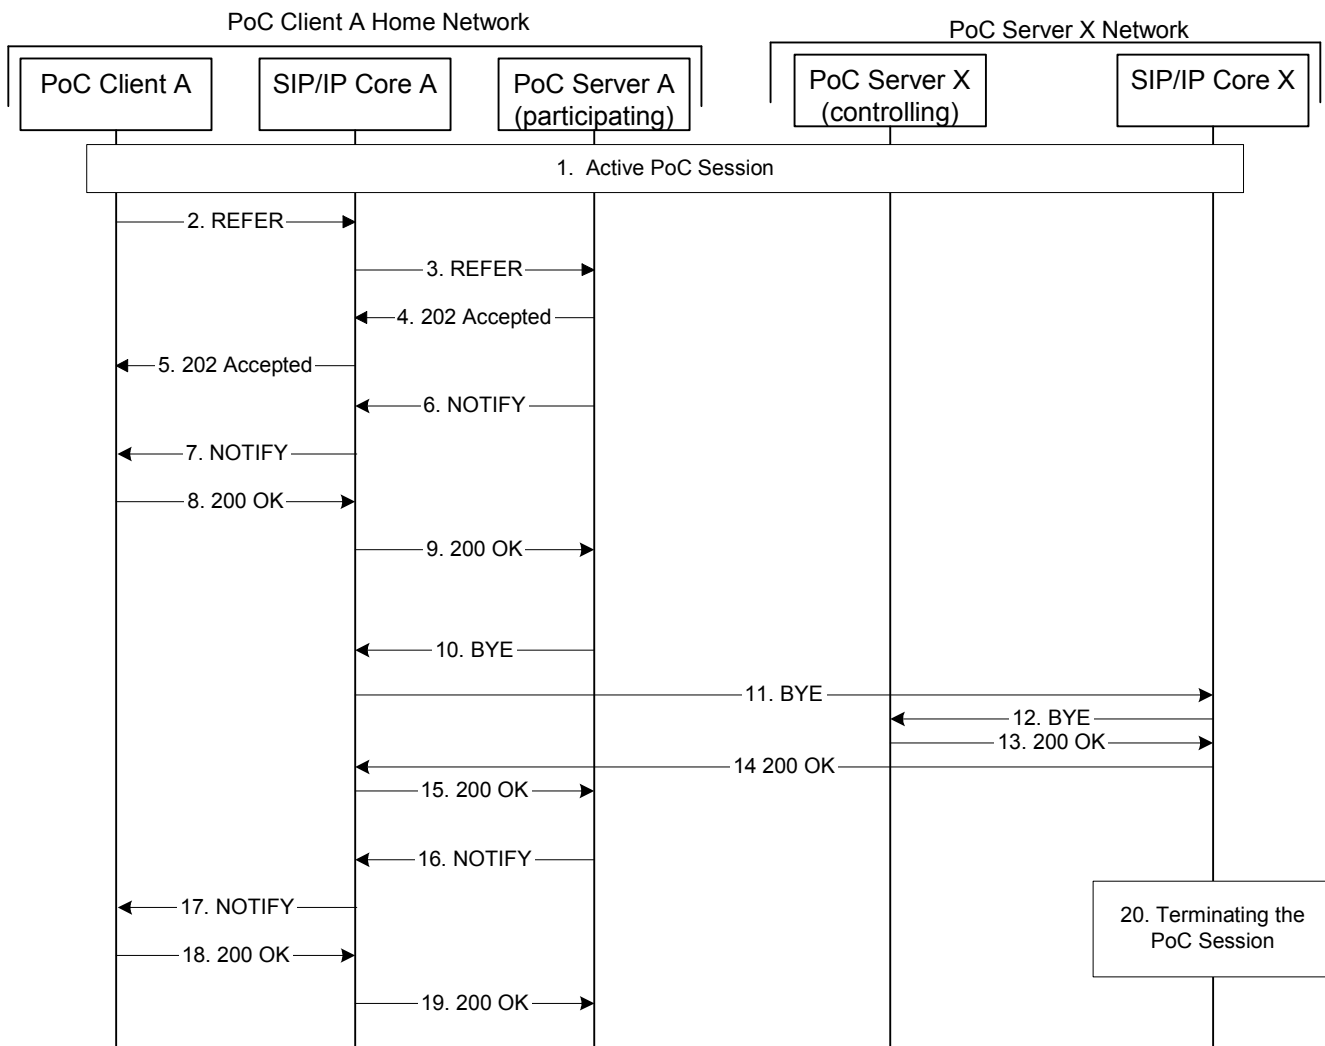 PoC Client A Home Network
PoC Server X Network
PoC Client A
SIP/IP Core A
PoC Server A
(participating)
PoC Server X
(controlling)
SIP/IP Core X
1. Active PoC Session
2. REFER
3. REFER
4. 202 Accepted
5. 202 Accepted
6. NOTIFY
7. NOTIFY
8. 200 OK
9. 200 OK
10. BYE
11. BYE
12. BYE
13. 200 OK
14 200 OK
15. 200 OK
16. NOTIFY
17. NOTIFY
20. Terminating the
PoC Session
18. 200 OK
19. 200 OK